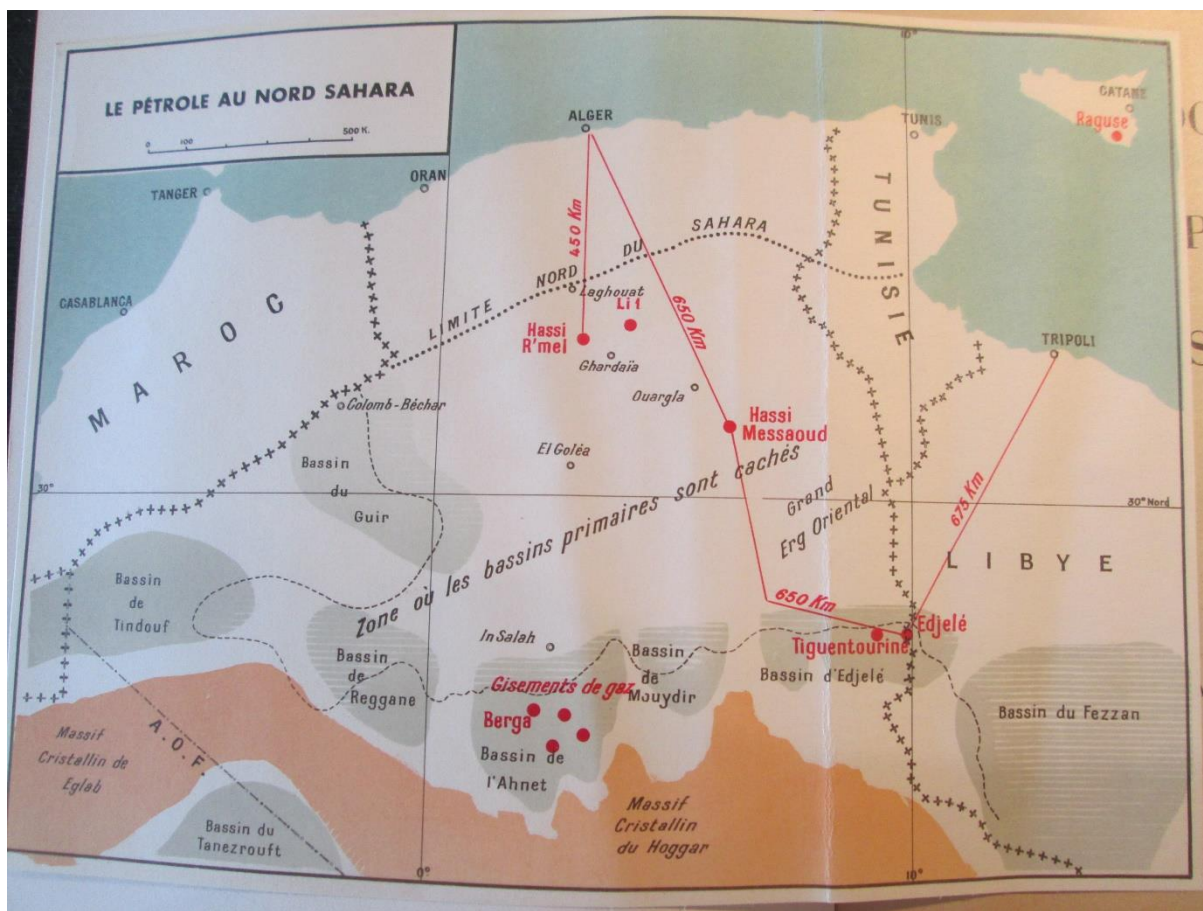 LE PÉTROLE AU NORD SAHARA
0 100 500 K.
10°
ALGER
TUNIS
CATANE
Raguse
TANGER
ORAN
CASABLANCA
MAROC
TUNISIE
LIMITE NORD DU SAHARA
450 Km
650 Km
Laghouat
Li 1
Hassi
R'mel
Ghardaïa
Ouargla
TRIPOLI
Colomb-Béchar
Hassi
Messaoud
El Goléa
Bassin
du
Guir
30°
Zone où les bassins primaires sont cachés
Grand
Erg Oriental
675 Km
30° Nord
LIBYE
Bassin
de
Tindouf
650 Km
Edjelé
Tiguentourine
In Salah
Bassin
de
Reggane
Bassin
de
Mouydir
Bassin d'Edjelé
Gisements de gaz
Berga
Bassin de
l'Ahnet
Bassin du Fezzan
Massif
Cristallin de
Eglab
A.O.F.
Bassin du
Tanezrouft
Massif
Cristallin
du Hoggar
0°
10°
P
S